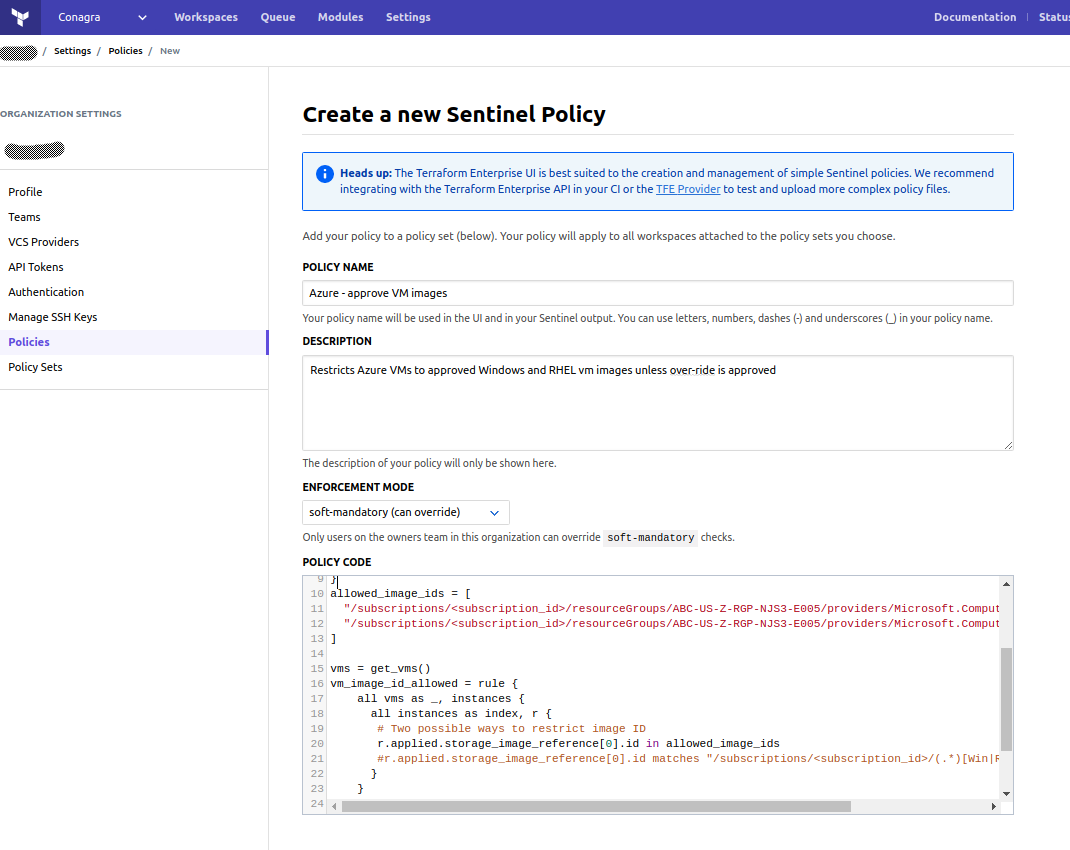 Conagra Workspaces Queue Modules Settings Documentation Status
/ Settings / Policies / New
ORGANIZATION SETTINGS
Profile
Teams
VCS Providers
API Tokens
Authentication
Manage SSH Keys
Policies
Policy Sets
Create a new Sentinel Policy
Heads up: The Terraform Enterprise UI is best suited to the creation and management of simple Sentinel policies. We recommend
integrating with the Terraform Enterprise API in your CI or the TFE Provider to test and upload more complex policy files.
Add your policy to a policy set (below). Your policy will apply to all workspaces attached to the policy sets you choose.
POLICY NAME
Azure - approve VM images
Your policy name will be used in the UI and in your Sentinel output. You can use letters, numbers, dashes (-) and underscores (_) in your policy name.
DESCRIPTION
Restricts Azure VMs to approved Windows and RHEL vm images unless over-ride is approved
The description of your policy will only be shown here.
ENFORCEMENT MODE
soft-mandatory (can override)
Only users on the owners team in this organization can override soft-mandatory checks.
POLICY CODE
9 }
10 allowed_image_ids = [
11 "/subscriptions/<subscription_id>/resourceGroups/ABC-US-Z-RGP-NJS3-E005/providers/Microsoft.Comput
12 "/subscriptions/<subscription_id>/resourceGroups/ABC-US-Z-RGP-NJS3-E005/providers/Microsoft.Comput
13 ]
14
15 vms = get_vms()
16 vm_image_id_allowed = rule {
17 all vms as _, instances {
18 all instances as index, r {
19 # Two possible ways to restrict image ID
20 r.applied.storage_image_reference[0].id in allowed_image_ids
21 #r.applied.storage_image_reference[0].id matches "/subscriptions/<subscription_id>/(.*)[Win|R
22 }
23 }
24